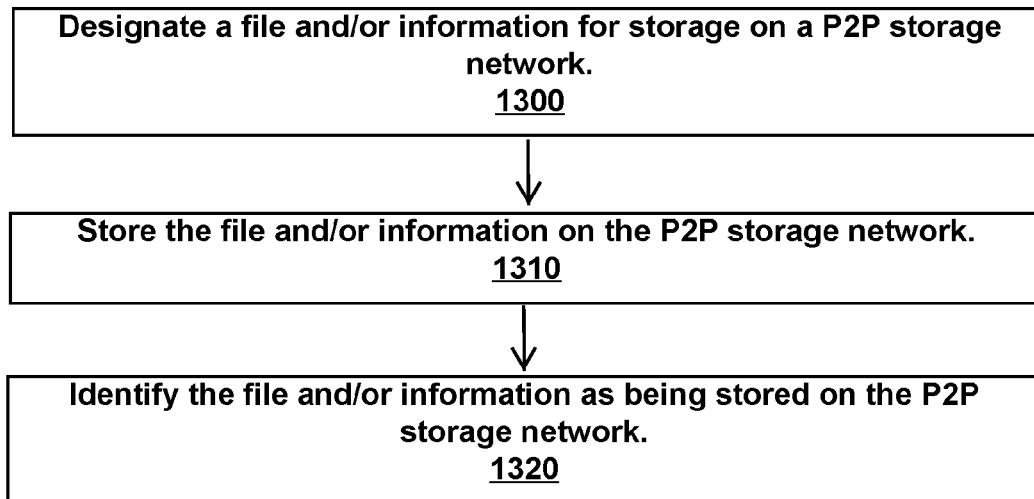 Designate a file and/or information for storage on a P2P storage
network.
1300
Store the file and/or information on the P2P storage network.
1310
Identify the file and/or information as being stored on the P2P
storage network.
1320